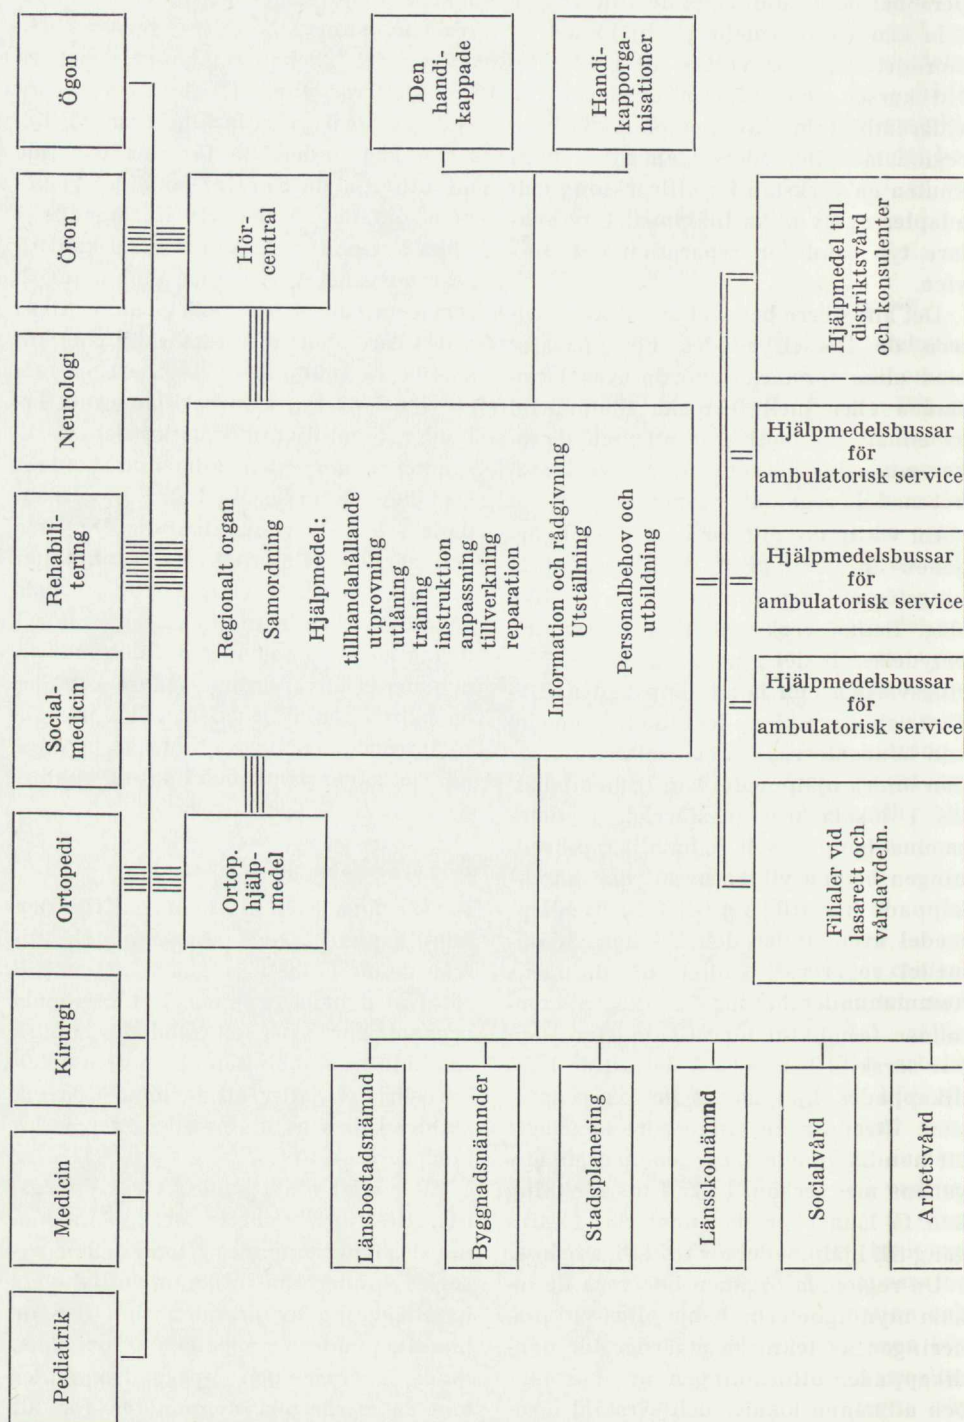 Pediatrik
Medicin
Kirurgi
Ortopedi
Social-
medicin
Rehabili-
tering
Neurologi
Öron
Ögon
Ortop.
hjälp-
medel
Hör-
central
Regionalt organ
Samordning
Hjälpmedel:
tillhandahållande
utprovning
utlåning
träning
instruktion
anpassning
tillverkning
reparation
Information och rådgivning
Utställning
Personalbehov och
utbildning
Den
handi-
kappade
Handi-
kapporga-
nisationer
Länsbostadsnämnd
Byggnadsnämnder
Stadsplanering
Länsskolnämnd
Socialvård
Arbetsvård
Filialer vid
lasarett och
vårdavdeln.
Hjälpmedelsbussar
för
ambulatorisk service
Hjälpmedelsbussar
för
ambulatorisk service
Hjälpmedelsbussar
för
ambulatorisk service
Hjälpmedel till
distriktsvård
och konsulenter